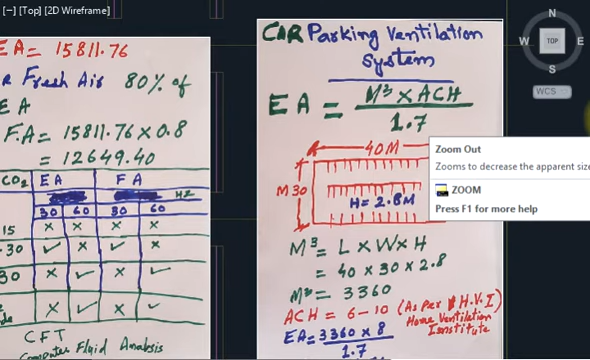 [−] [Top] [2D Wireframe]
EA = 15811.76
Fresh Air 80% of
EA
F.A = 15811.76 x 0.8
= 12649.40
CO2 EA FA
HZ
30 60 30 60
15 x x x x
30 ✓ x ✓ x
30 x ✓ x ✓
x ✓ x ✓
CFT
Computer Fluid Anabsis
CAR Parking Ventilation
System
EA = M³ X ACH
1.7
40M
M 30
H= 2.8M
M³ = L X W X H
= 40 x 30 x 2.8
M³ = 3360
ACH = 6-10 (As Per H.V.I)
Home Ventilation
Institute
EA = 3360 x 8
1.7
Zoom Out
Zooms to decrease the apparent size
ZOOM
Press F1 for more help
N
W TOP E
S
WCS